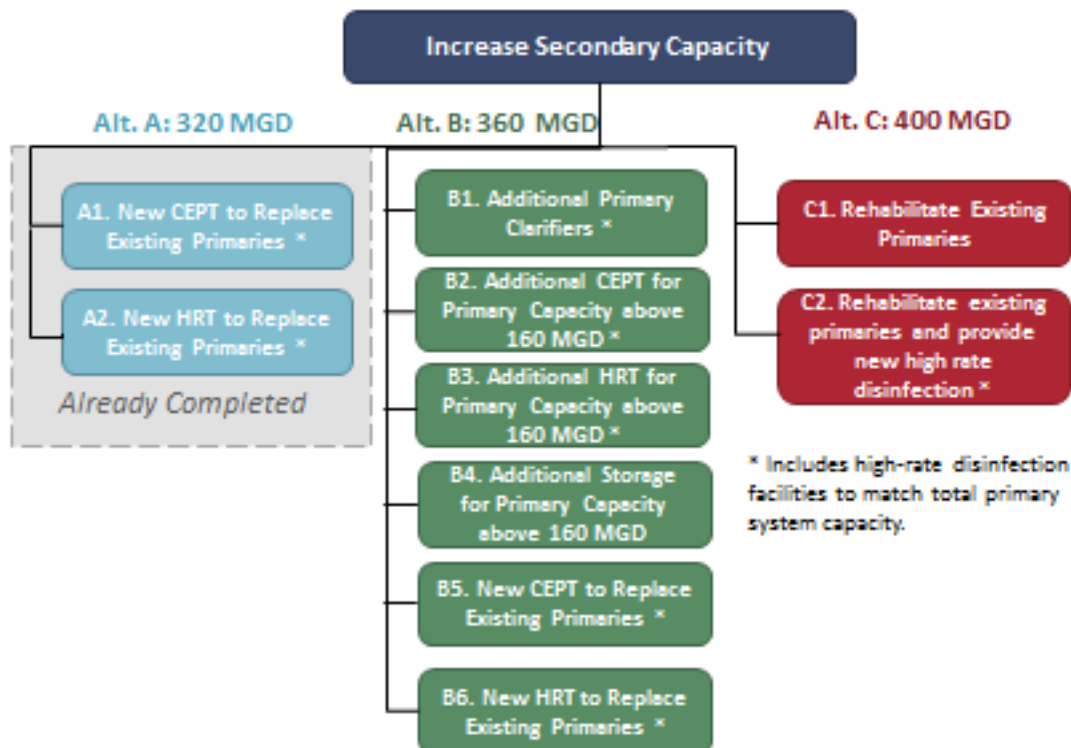 Increase Secondary Capacity
Alt. A: 320 MGD
Alt. B: 360 MGD
Alt. C: 400 MGD
A1. New CEPT to Replace
Existing Primaries *
A2. New HRT to Replace
Existing Primaries *
Already Completed
B1. Additional Primary
Clarifiers *
B2. Additional CEPT for
Primary Capacity above
160 MGD *
B3. Additional HRT for
Primary Capacity above
160 MGD *
B4. Additional Storage
for Primary Capacity
above 160 MGD
B5. New CEPT to Replace
Existing Primaries *
B6. New HRT to Replace
Existing Primaries *
C1. Rehabilitate Existing
Primaries
C2. Rehabilitate existing
primaries and provide
new high rate
disinfection *
* Includes high-rate disinfection
facilities to match total primary
system capacity.